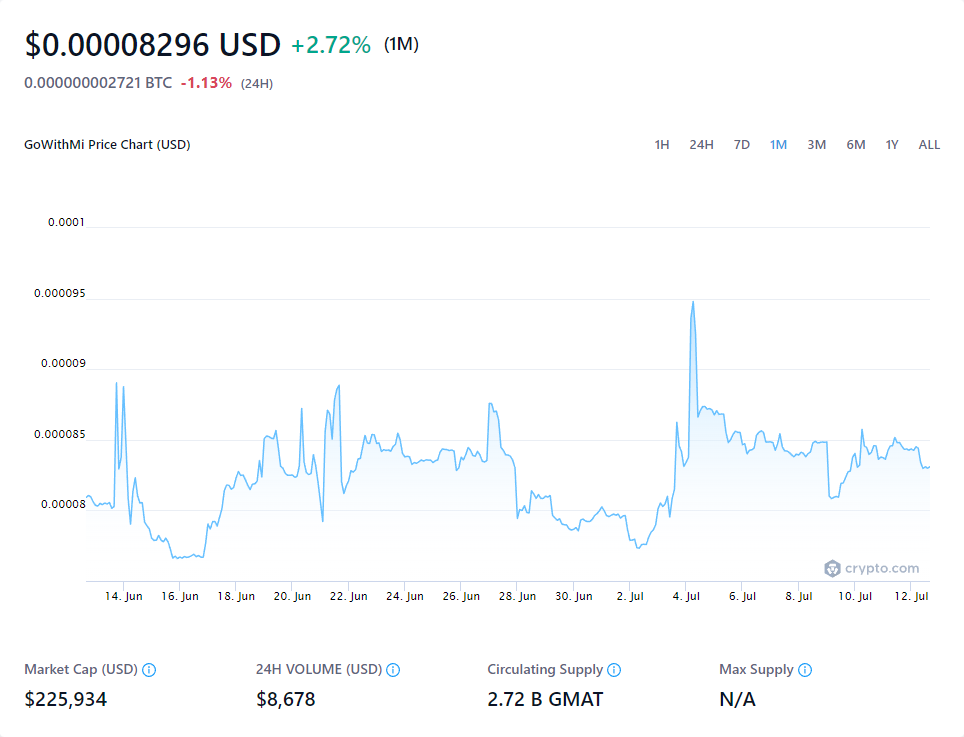 $0.00008296 USD +2.72% (1M)
0.000000002721 BTC -1.13% (24H)
GoWithMi Price Chart (USD) 1H 24H 7D 1M 3M 6M 1Y ALL
0.0001
0.000095
0.00009
0.000085
0.00008
crypto.com
14. Jun 16. Jun 18. Jun 20. Jun 22. Jun 24. Jun 26. Jun 28. Jun 30. Jun 2. Jul 4. Jul 6. Jul 8. Jul 10. Jul 12. Jul
Market Cap (USD) 24H VOLUME (USD) Circulating Supply Max Supply
$225,934 $8,678 2.72 B GMAT N/A